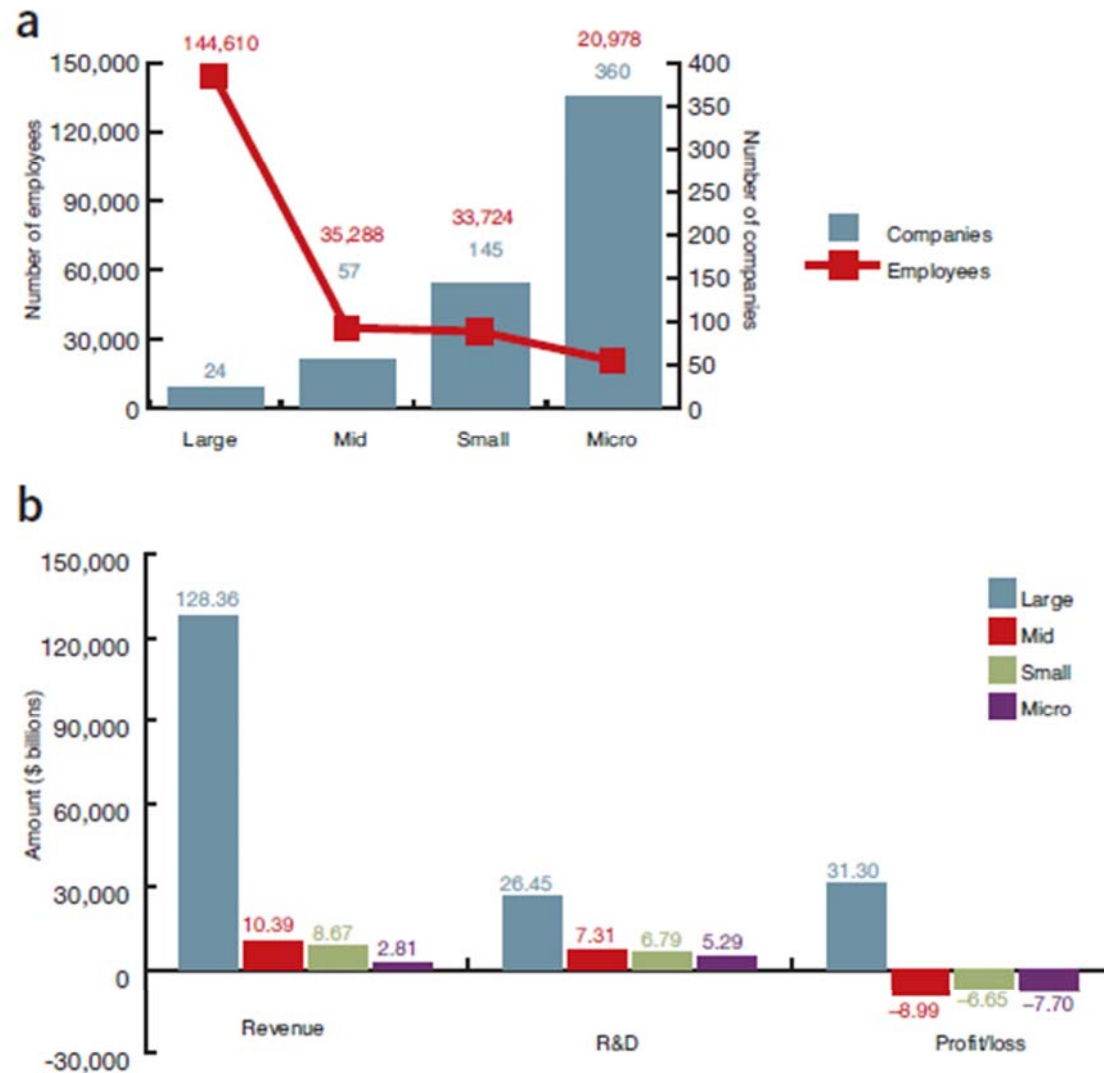 a
144,610
20,978
150,000
400
360
120,000
350
300
90,000
250
35,288
33,724
200
57
145
60,000
150
30,000
100
24
50
0
0
Number of employees
Number of companies
Large Mid Small Micro
Companies
Employees
b
150,000
128.36
120,000
90,000
60,000
30,000
0
-30,000
Amount ($ billions)
Large
Mid
Small
Micro
10.39
8.67
2.81
26.45
7.31
6.79
5.29
31.30
–8.99
–6.65
–7.70
Revenue
R&D
Profit/loss